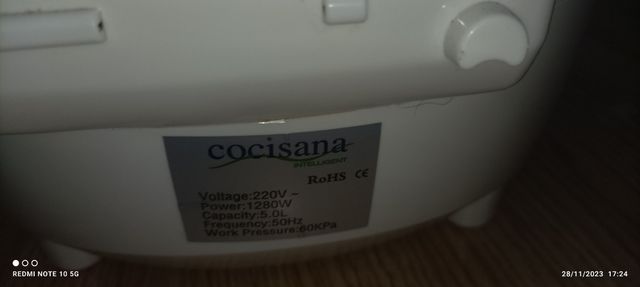 cocisana
INTELLIGENT
RoHS CE
Voltage:220V ~
Power:1280W
Capacity:5.0L
Frequency:50Hz
Work Pressure:60KPa
REDMI NOTE 10 5G
28/11/2023 17:24